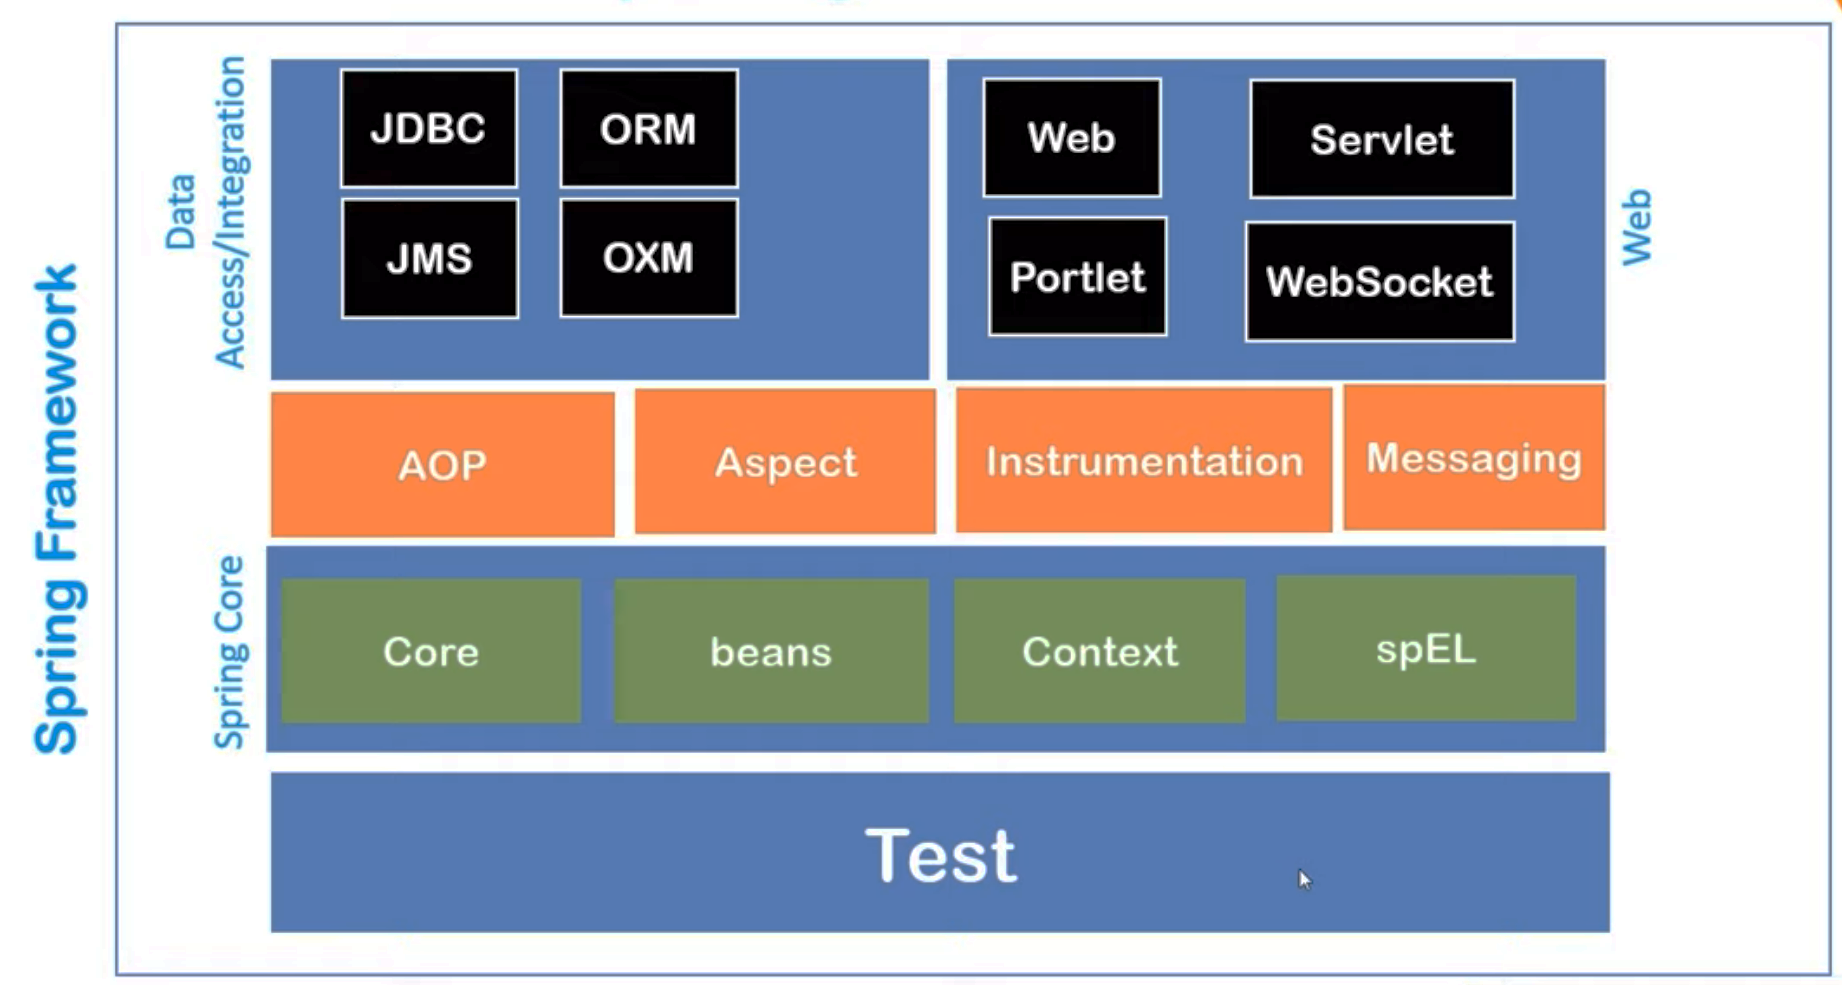 Spring Framework
Data
Access/Integration
JDBC
ORM
JMS
OXM
Web
Servlet
Portlet
WebSocket
Web
AOP
Aspect
Instrumentation
Messaging
Spring Core
Core
beans
Context
spEL
Test